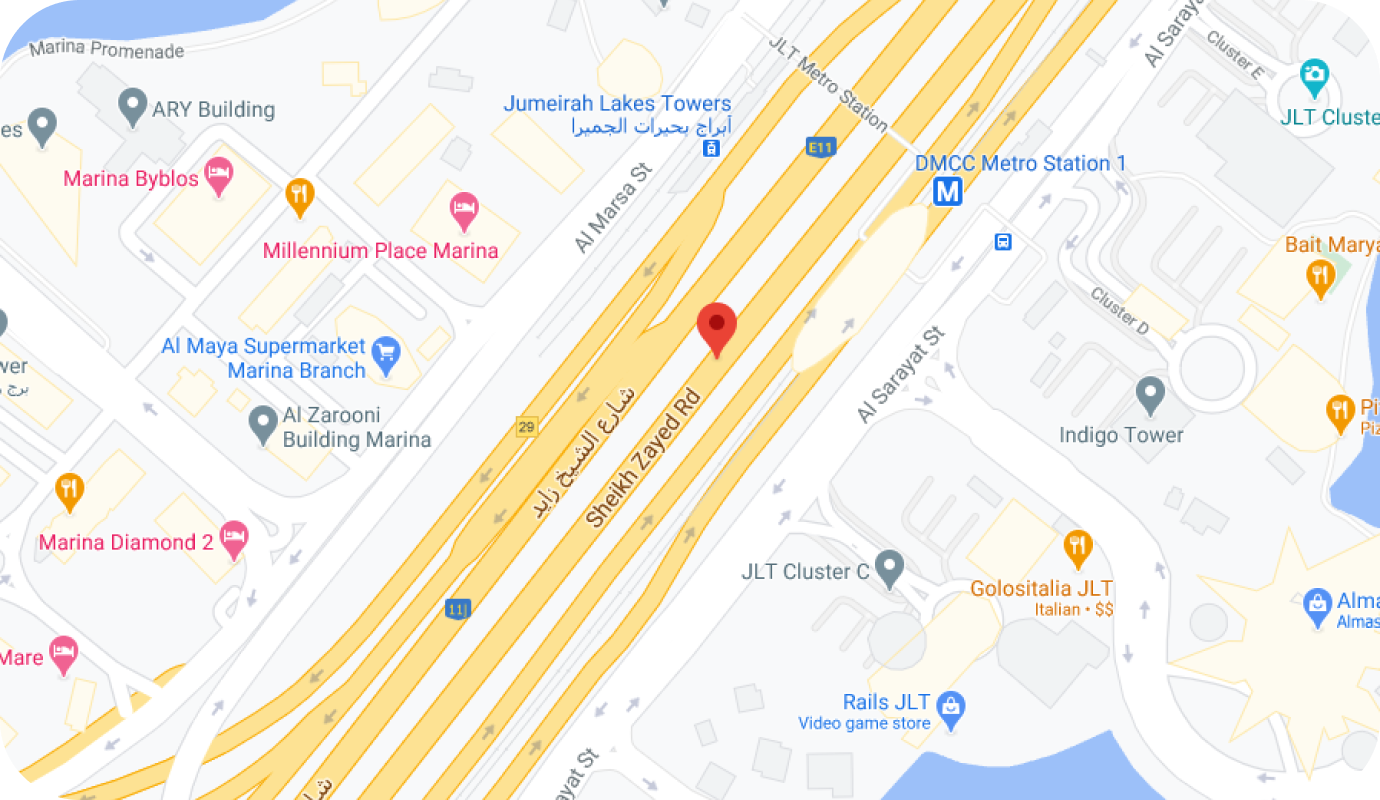 Marina Promenade
ARY Building
es
Marina Byblos
Millennium Place Marina
Jumeirah Lakes Towers
أبراج بحيرات الجميرا
Al Marsa St
JLT Metro Station
E11
DMCC Metro Station 1
M
Al Saraya
Cluster E
JLT Cluste
Bait Marya
Cluster D
Al Maya Supermarket
Marina Branch
wer
برج
Al Zarooni
Building Marina
29
شارع الشيخ زايد
Sheikh Zayed Rd
Al Sarayat St
Indigo Tower
Pi
Piz
Marina Diamond 2
11|
JLT Cluster C
Golositalia JLT
Italian • $$
Alma
Almas
Mare
Rails JLT
Video game store
ayat St
شا